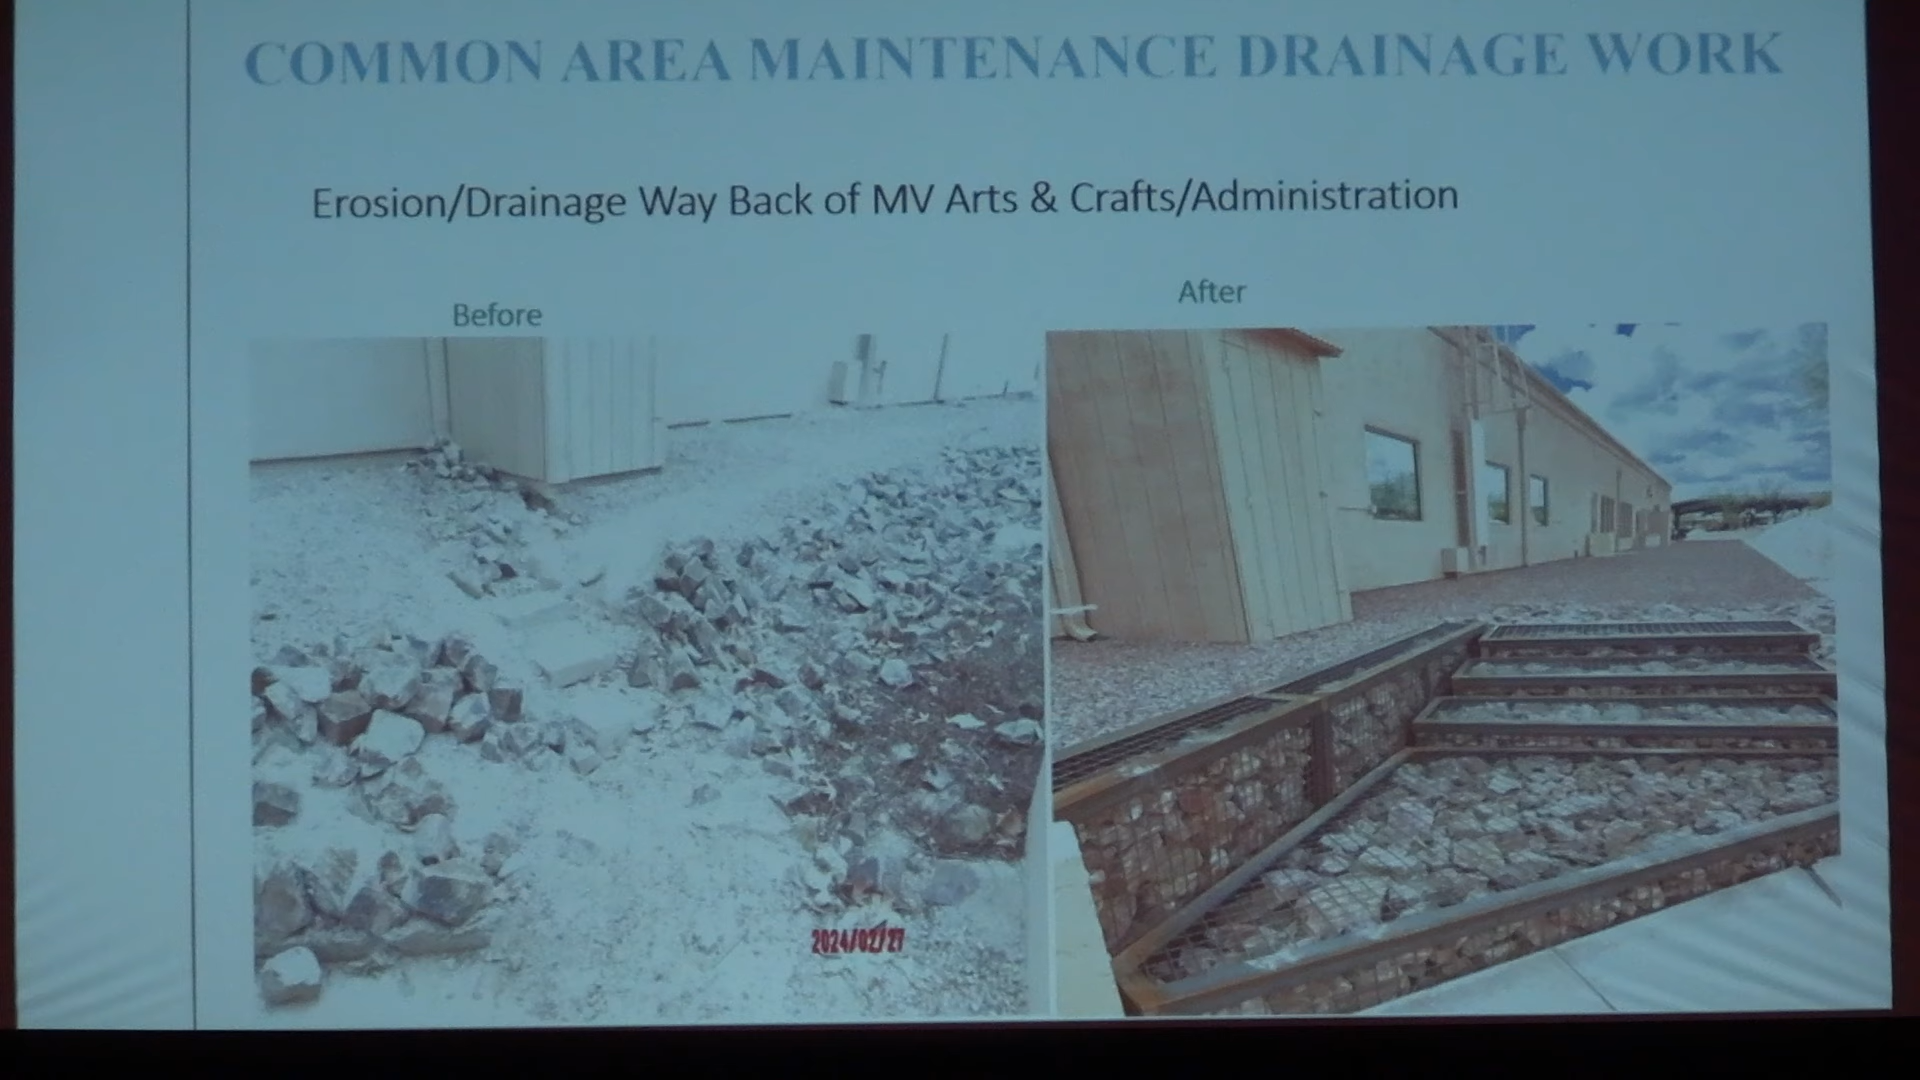 COMMON AREA MAINTENANCE DRAINAGE WORK
Erosion/Drainage Way Back of MV Arts & Crafts/Administration
Before
After
2024/02/27